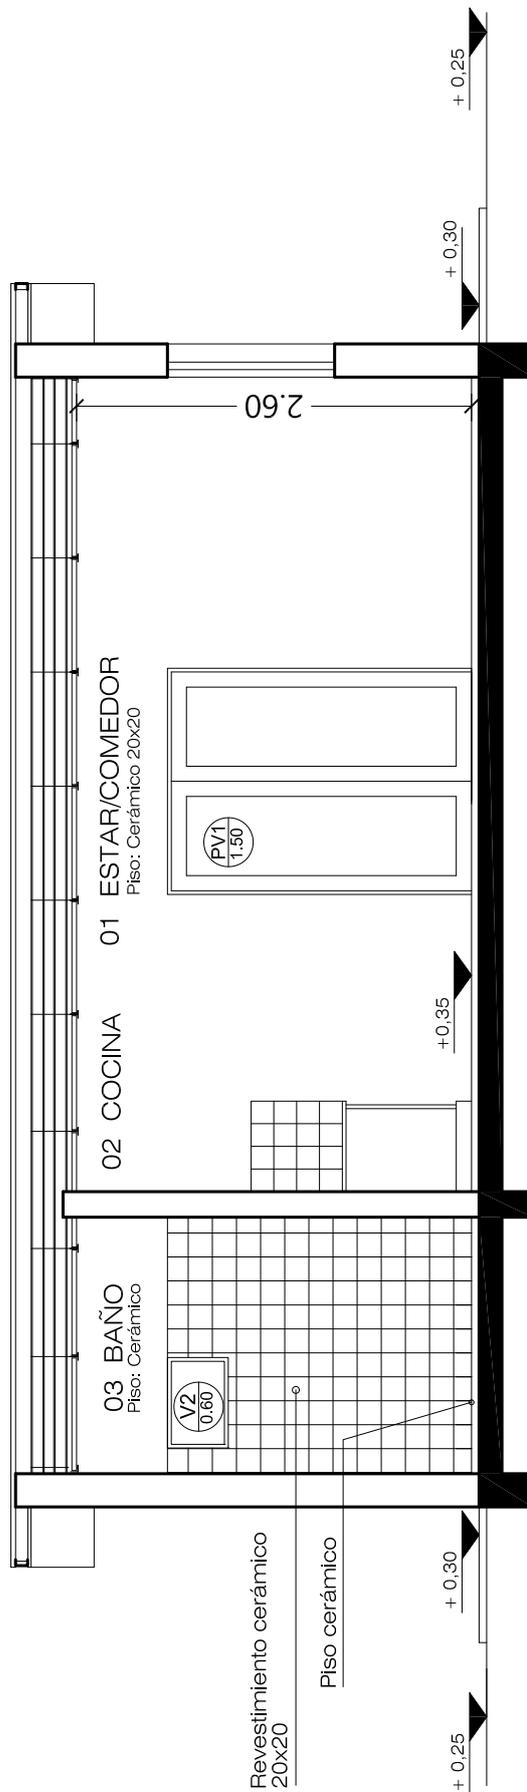 Revestimiento cerámico
20x20
Piso cerámico
03 BAÑO
Piso: Cerámico
02 COCINA
01 ESTAR/COMEDOR
Piso: Cerámico 20x20
V2
0.60
PV1
1.50
2.60
+ 0,25
+ 0,30
+0,35
+ 0,30
+ 0,25